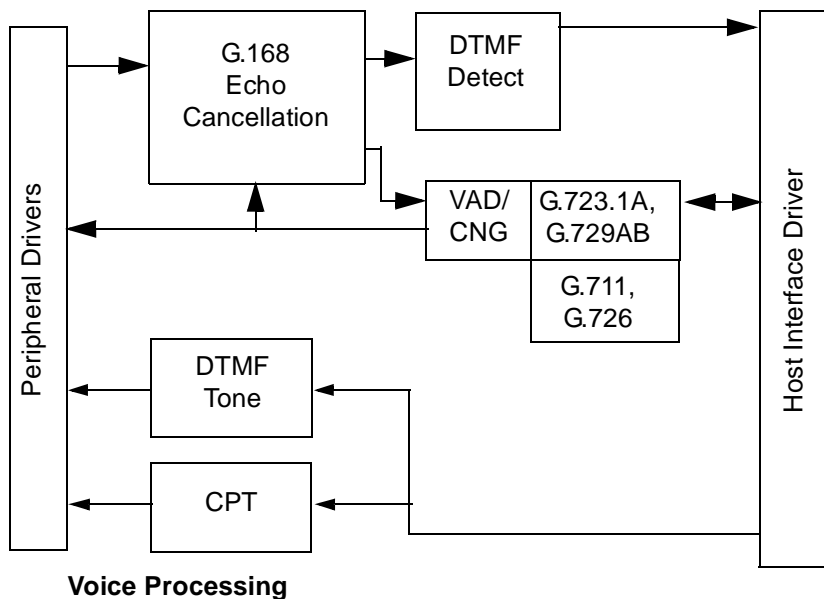 Peripheral Drivers
G.168
Echo
Cancellation
DTMF
Detect
VAD/
CNG
G.723.1A,
G.729AB
G.711,
G.726
DTMF
Tone
CPT
Host Interface Driver
Voice Processing